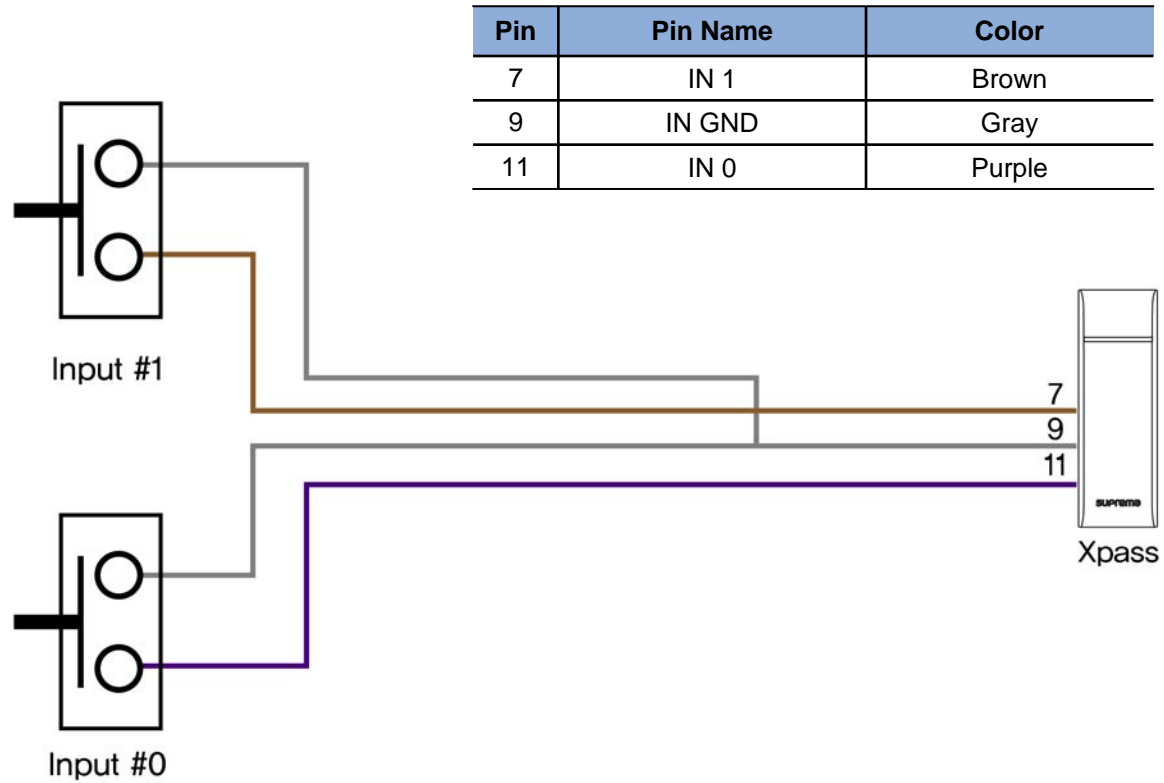 Pin Pin Name Color
7 IN 1 Brown
9 IN GND Gray
11 IN 0 Purple
Input #1
7
9
11
suprema
Xpass
Input #0